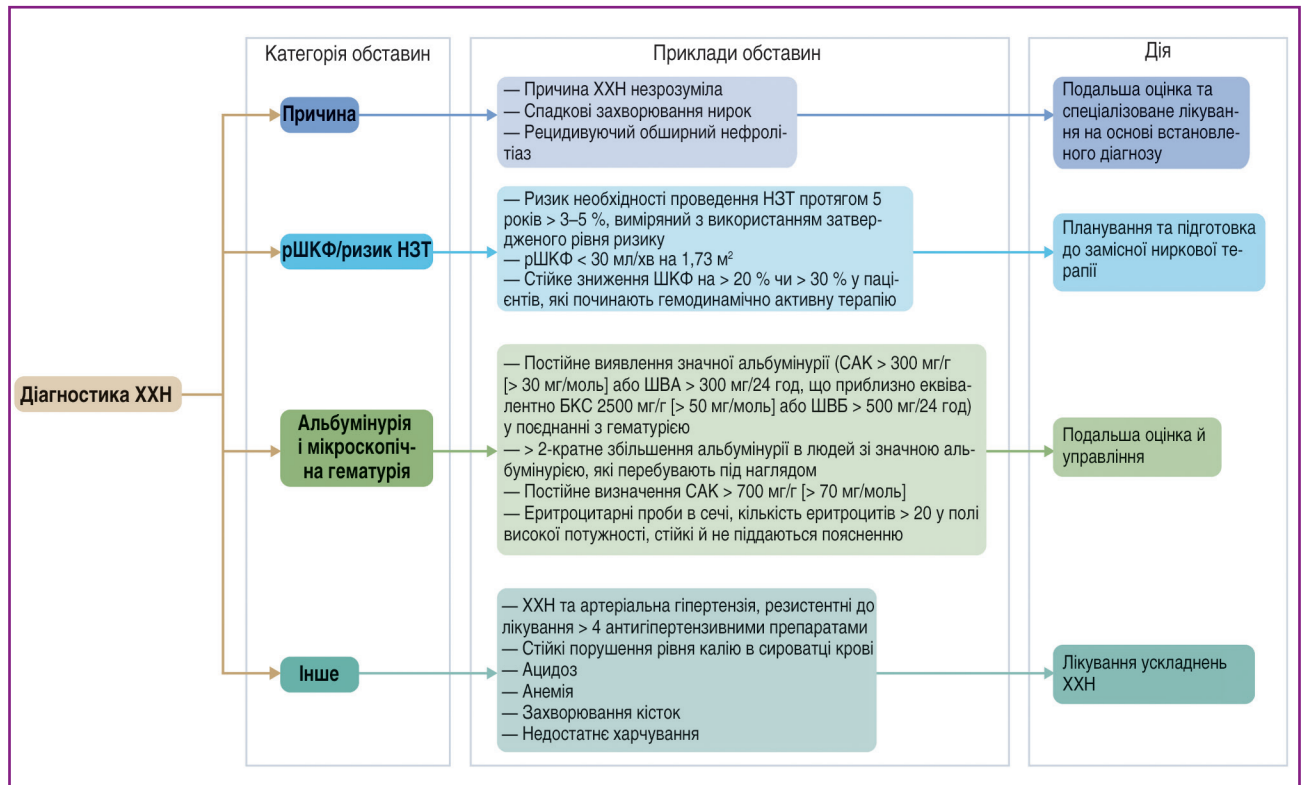 Категорія обставин
Приклади обставин
Дія
Діагностика ХХН
Причина
— Причина ХХН незрозуміла
— Спадкові захворювання нирок
— Рецидивуючий обширний нефролі-
тіаз
Подальша оцінка та
спеціалізоване лікуван-
ня на основі встановле-
ного діагнозу
рШКФ/ризик НЗТ
— Ризик необхідності проведення НЗТ протягом 5
років > 3–5 %, виміряний з використанням затвер-
дженого рівня ризику
— рШКФ < 30 мл/хв на 1,73 м²
— Стійке зниження ШКФ на > 20 % чи > 30 % у паці-
єнтів, які починають гемодинамічно активну терапію
Планування та підготовка
до замісної ниркової те-
рапії
Альбумінурія
і мікроскопіч-
на гематурія
— Постійне виявлення значної альбумінурії (САК > 300 мг/г
[> 30 мг/моль] або ШВА > 300 мг/24 год, що приблизно еквіва-
лентно БКС 2500 мг/г [> 50 мг/моль] або ШВБ > 500 мг/24 год)
у поєднанні з гематурією
— > 2-кратне збільшення альбумінурії в людей зі значною аль-
бумінурією, які перебувають під наглядом
— Постійне визначення САК > 700 мг/г [> 70 мг/моль]
— Еритроцитарні проби в сечі, кількість еритроцитів > 20 у полі
високої потужності, стійкі й не піддаються поясненню
Подальша оцінка й
управління
Інше
— ХХН та артеріальна гіпертензія, резистентні до
лікування > 4 антигіпертензивними препаратами
— Стійкі порушення рівня калію в сироватці крові
— Ацидоз
— Анемія
— Захворювання кісток
— Недостатнє харчування
Лікування ускладнень
ХХН